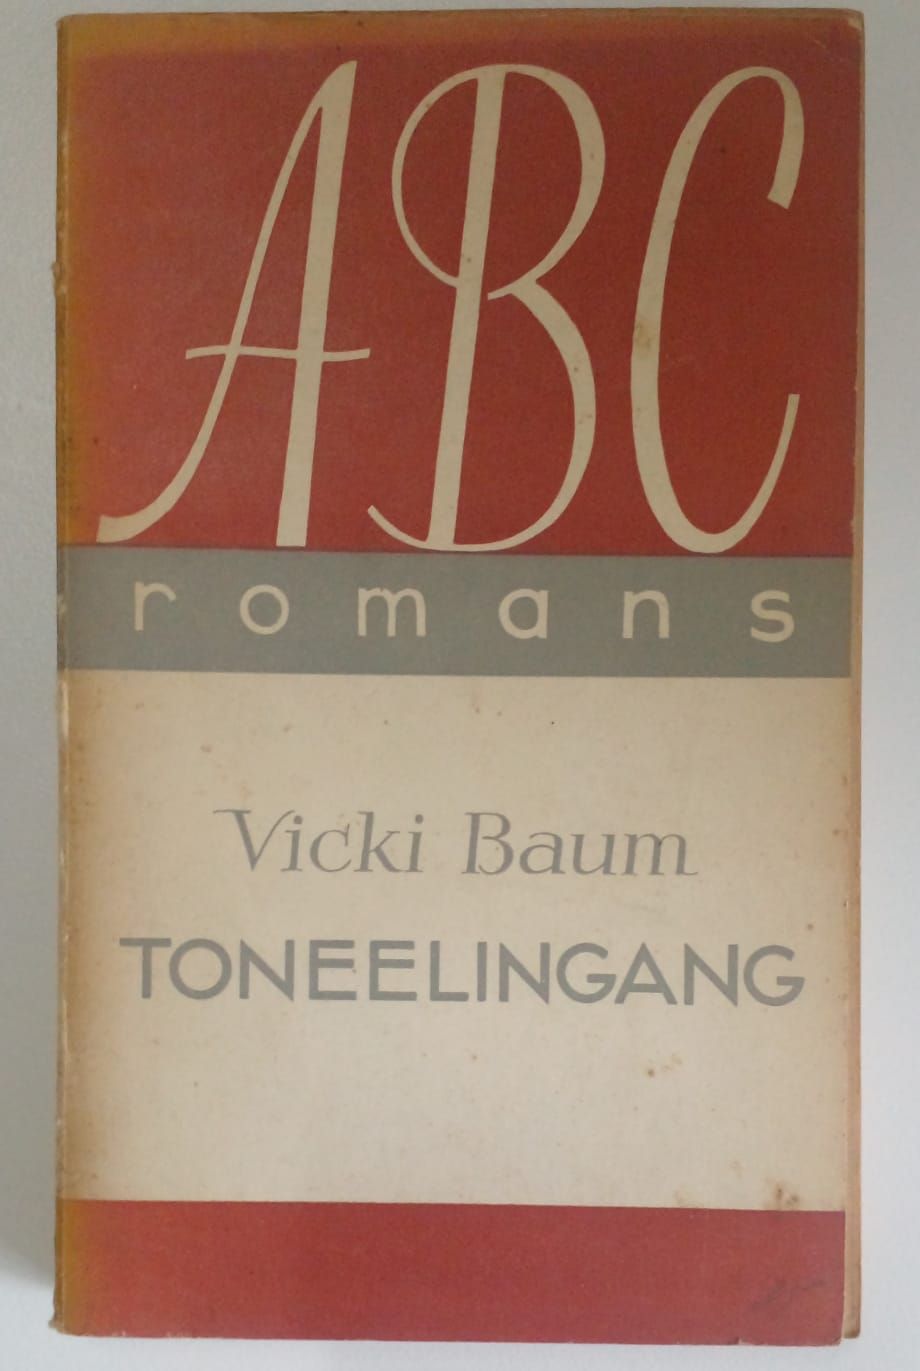 ABC
romans
Vicki Baum
TONEELINGANG